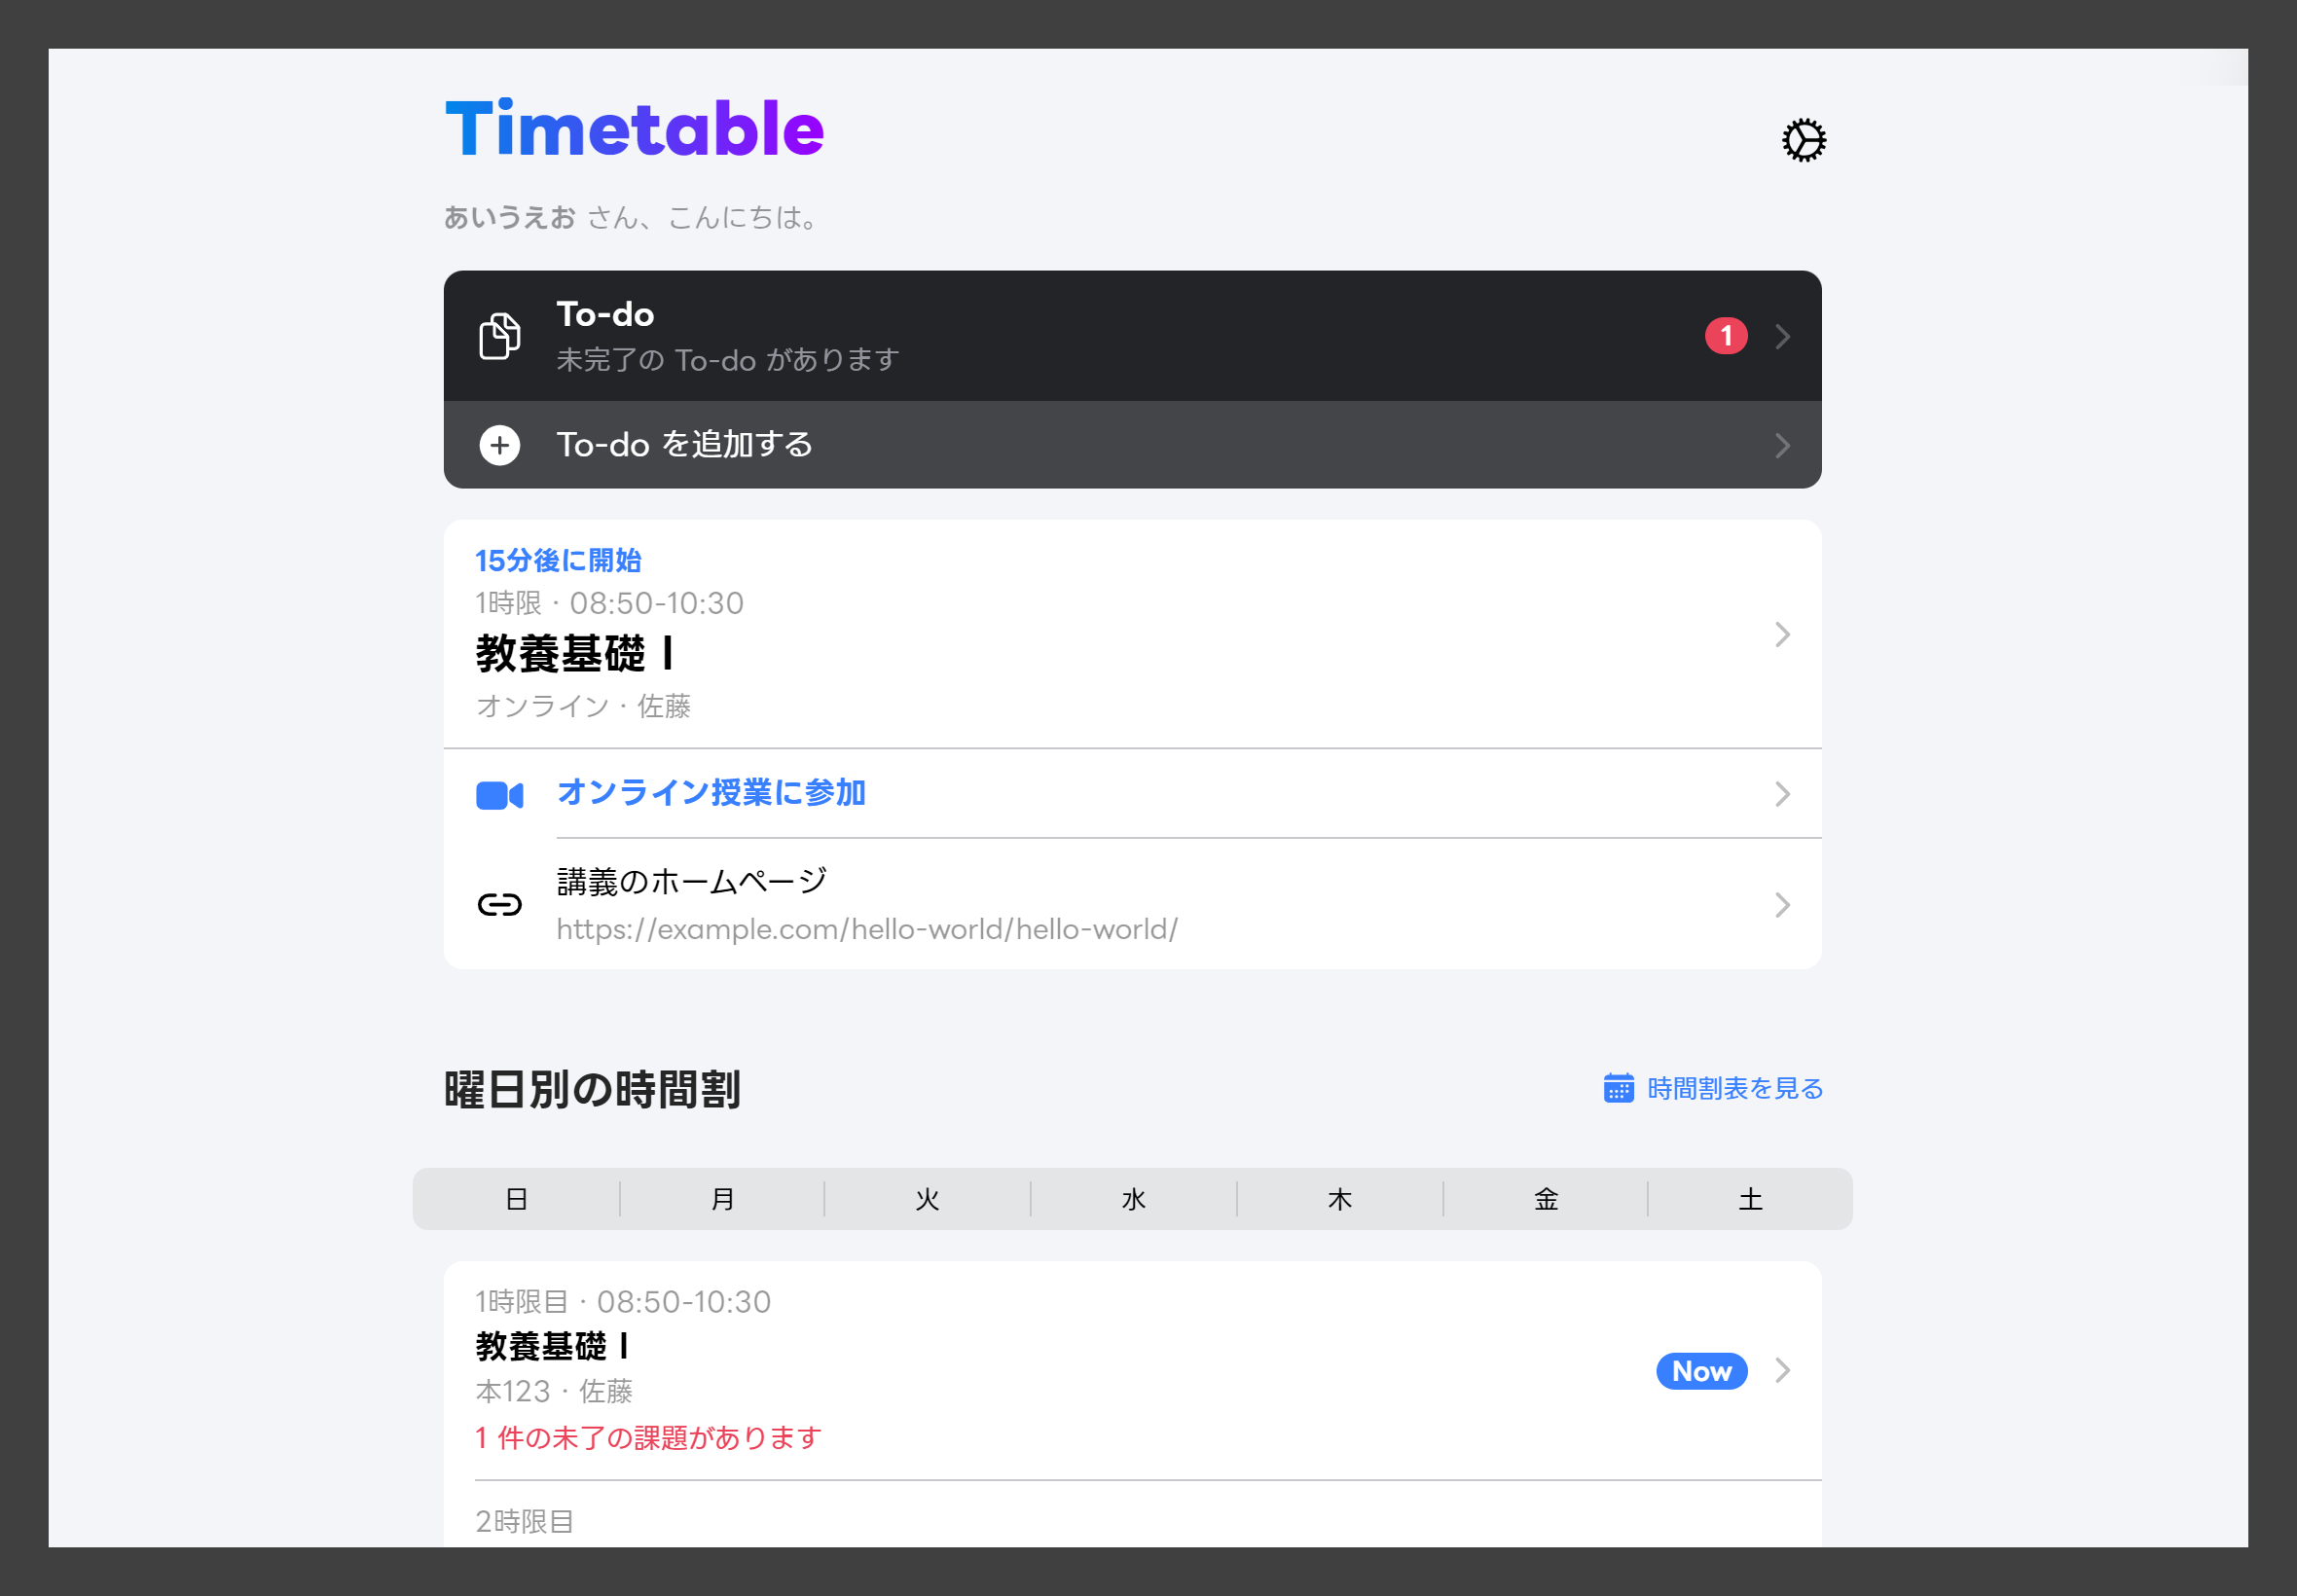 Timetable
あいうえお さん、こんにちは。
To-do
未完了の To-do があります
1
To-do を追加する
15分後に開始
1時限 · 08:50-10:30
教養基礎 I
オンライン · 佐藤
オンライン授業に参加
講義のホームページ
https://example.com/hello-world/hello-world/
曜日別の時間割
時間割表を見る
日 月 火 水 木 金 土
1時限目 · 08:50-10:30
教養基礎 I
本123 · 佐藤
1 件の未了の課題があります
Now
2時限目